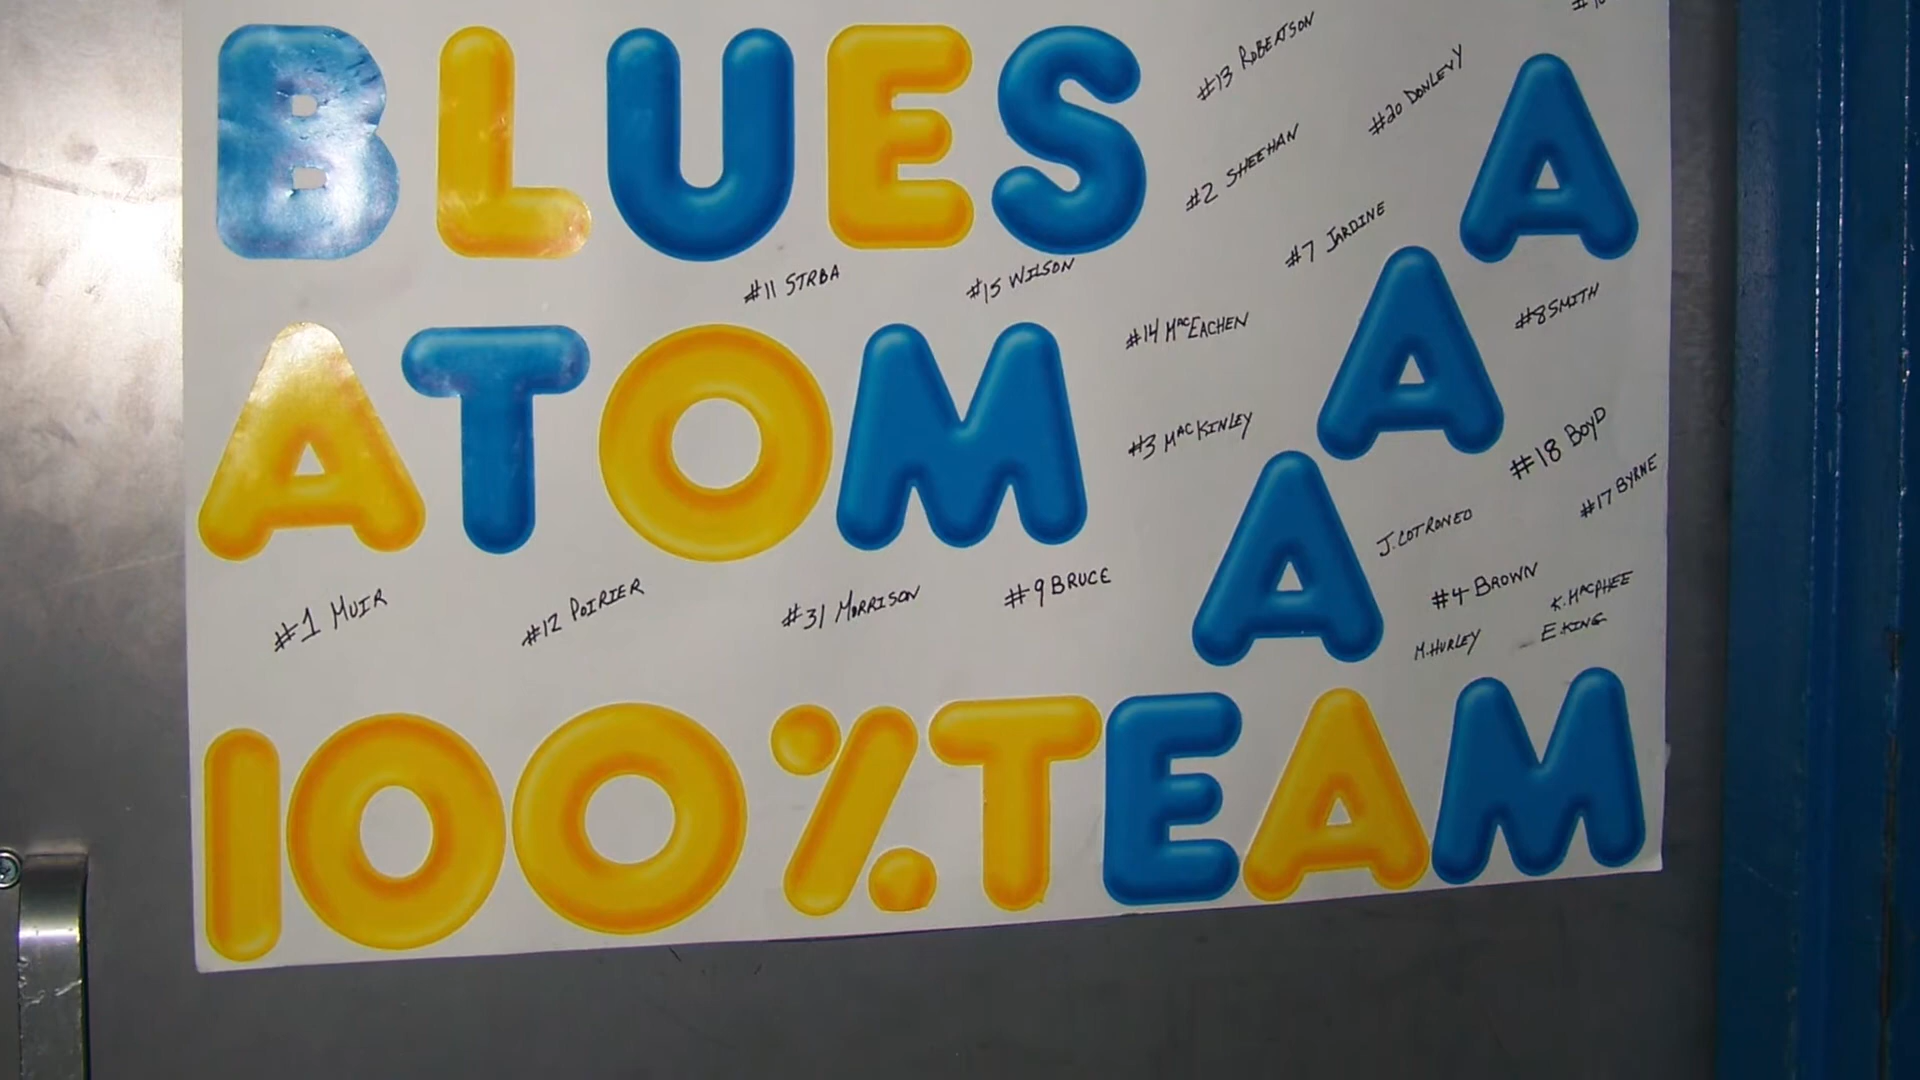 BLUES
#13 ROBERTSON
#20 DONLEVY
#2 SHEEHAN
#7 JARDINE
#11 STRBA
#15 WILSON
#14 MacEACHEN
#8 SMITH
ATOM
AAA
#3 MacKINLEY
#18 BOYD
#17 BYRNE
J. COTRONEO
#1 MUIR
#12 POIRIER
#31 MORRISON
#9 BRUCE
#4 BROWN
K. MACPHEE
M. HURLEY
E. KING
100% TEAM